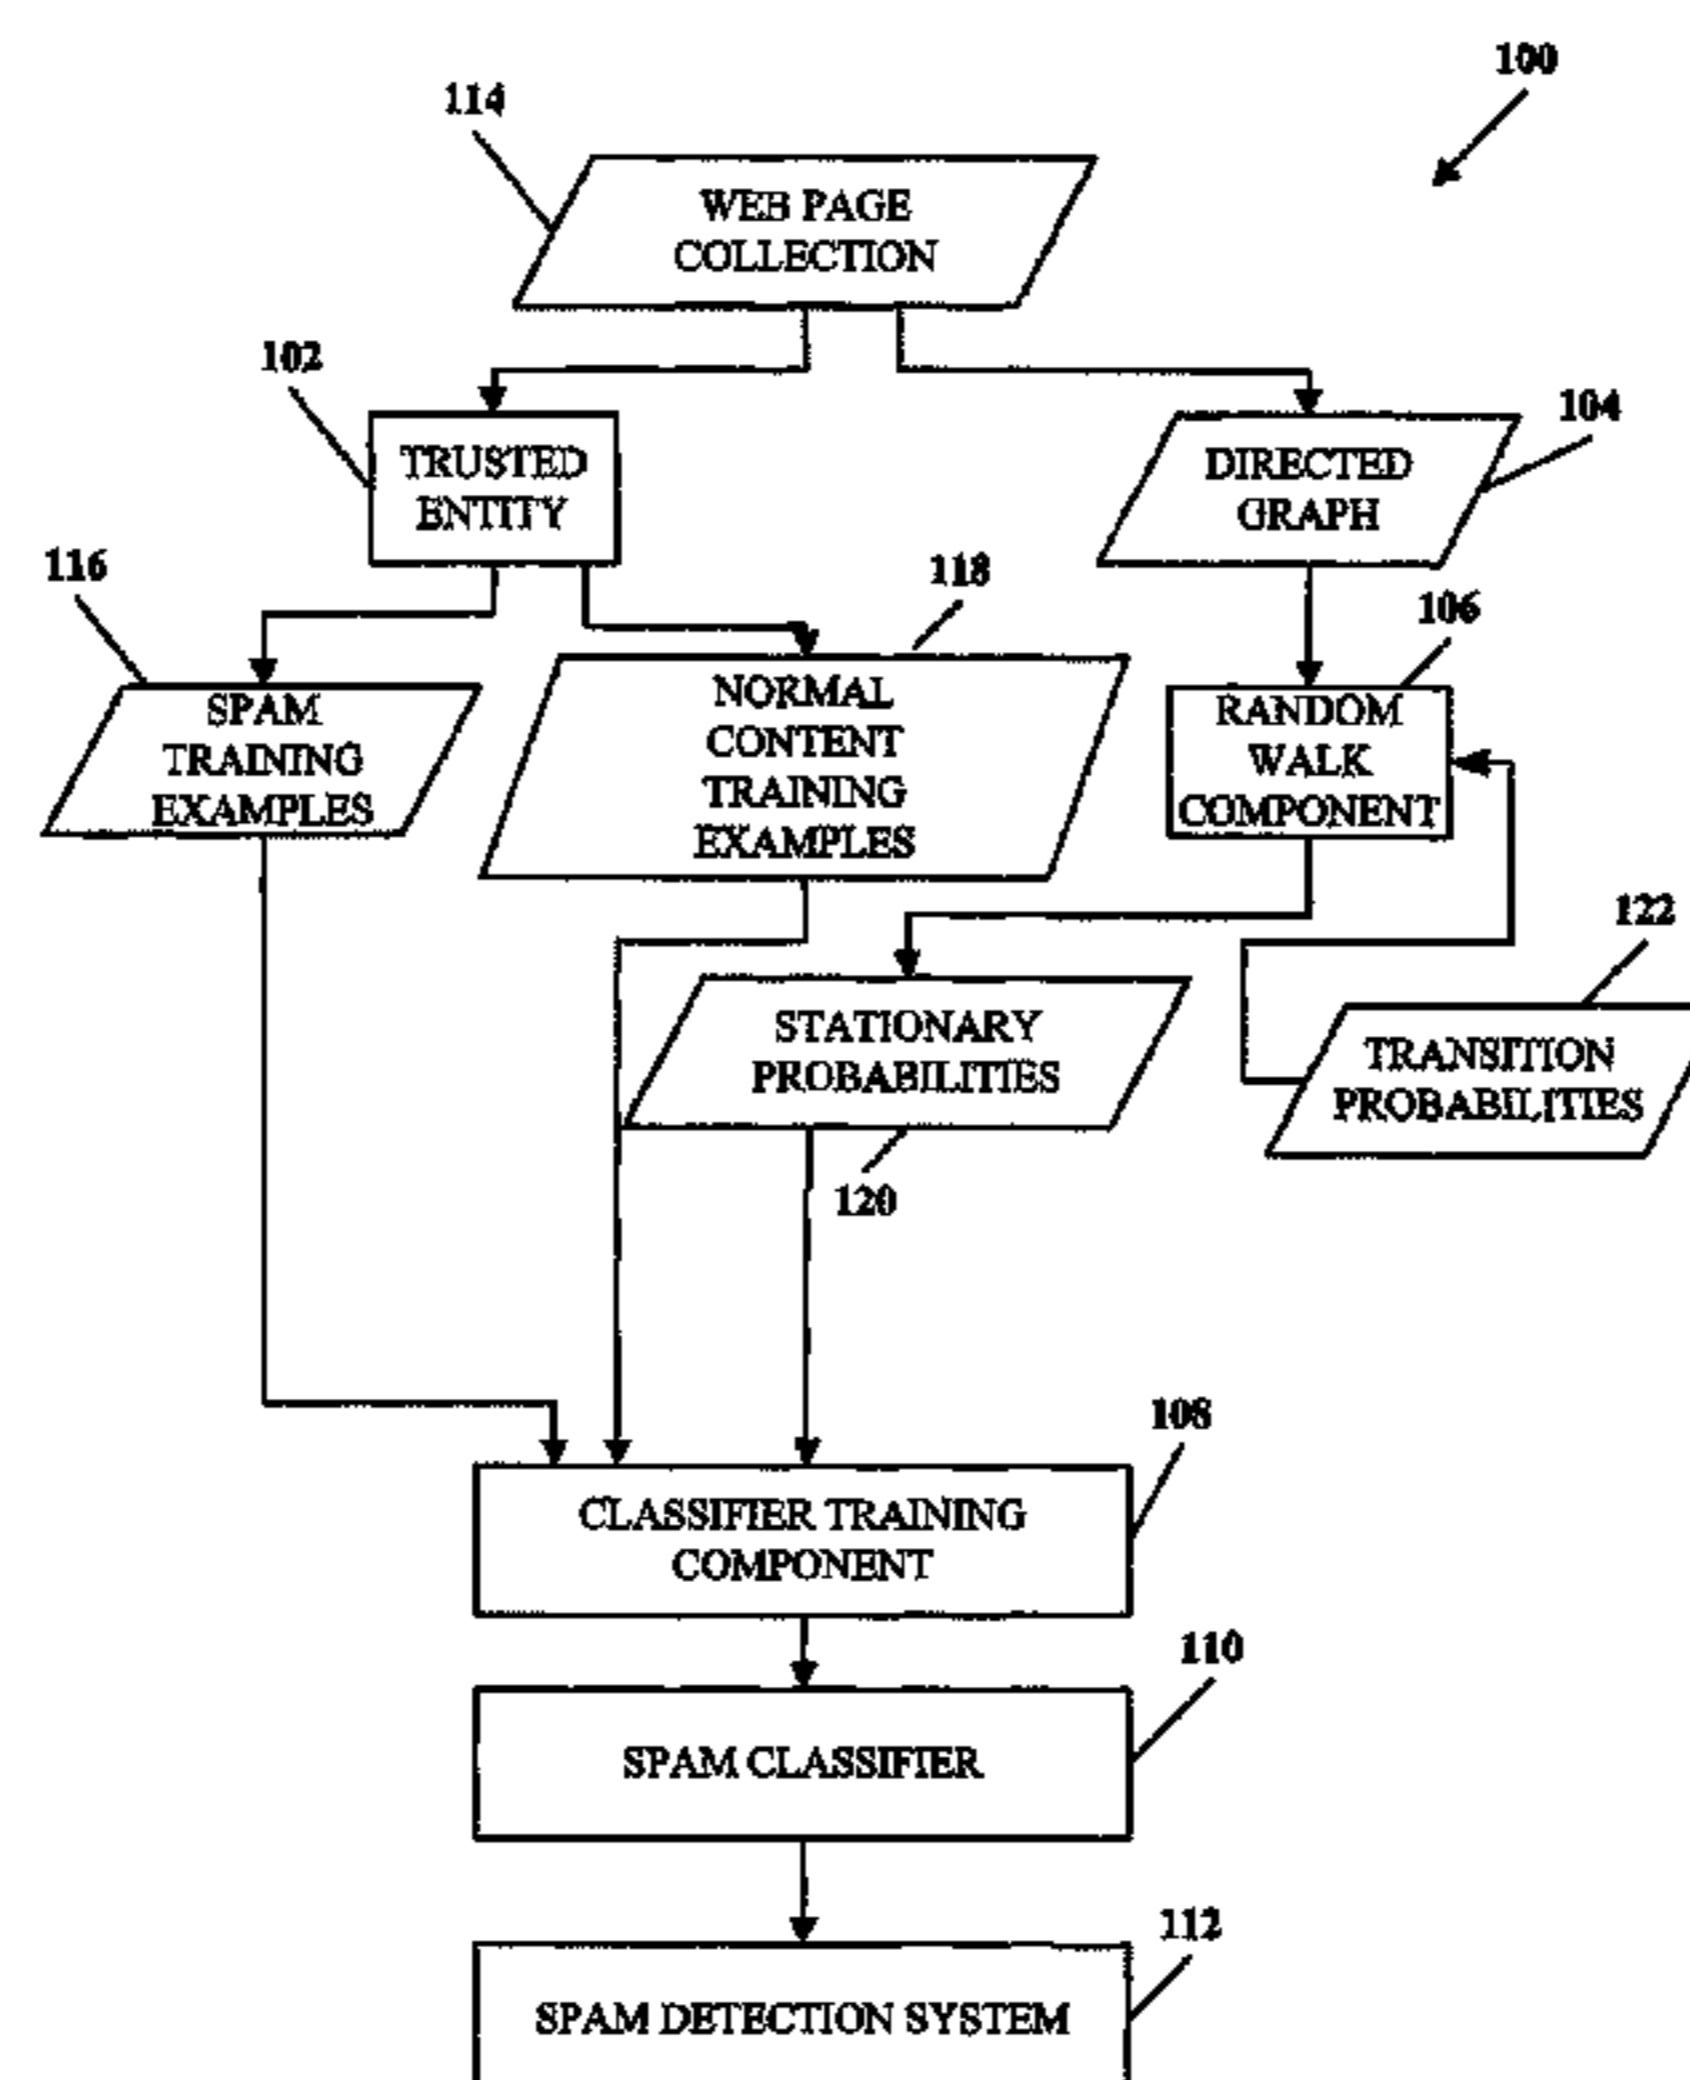 100
114
WEB PAGE
COLLECTION
102
104
TRUSTED
ENTITY
DIRECTED
GRAPH
116
118
106
SPAM
TRAINING
EXAMPLES
NORMAL
CONTENT
TRAINING
EXAMPLES
RANDOM
WALK
COMPONENT
122
STATIONARY
PROBABILITIES
TRANSITION
PROBABILITIES
120
108
CLASSIFIER TRAINING
COMPONENT
110
SPAM CLASSIFIER
112
SPAM DETECTION SYSTEM